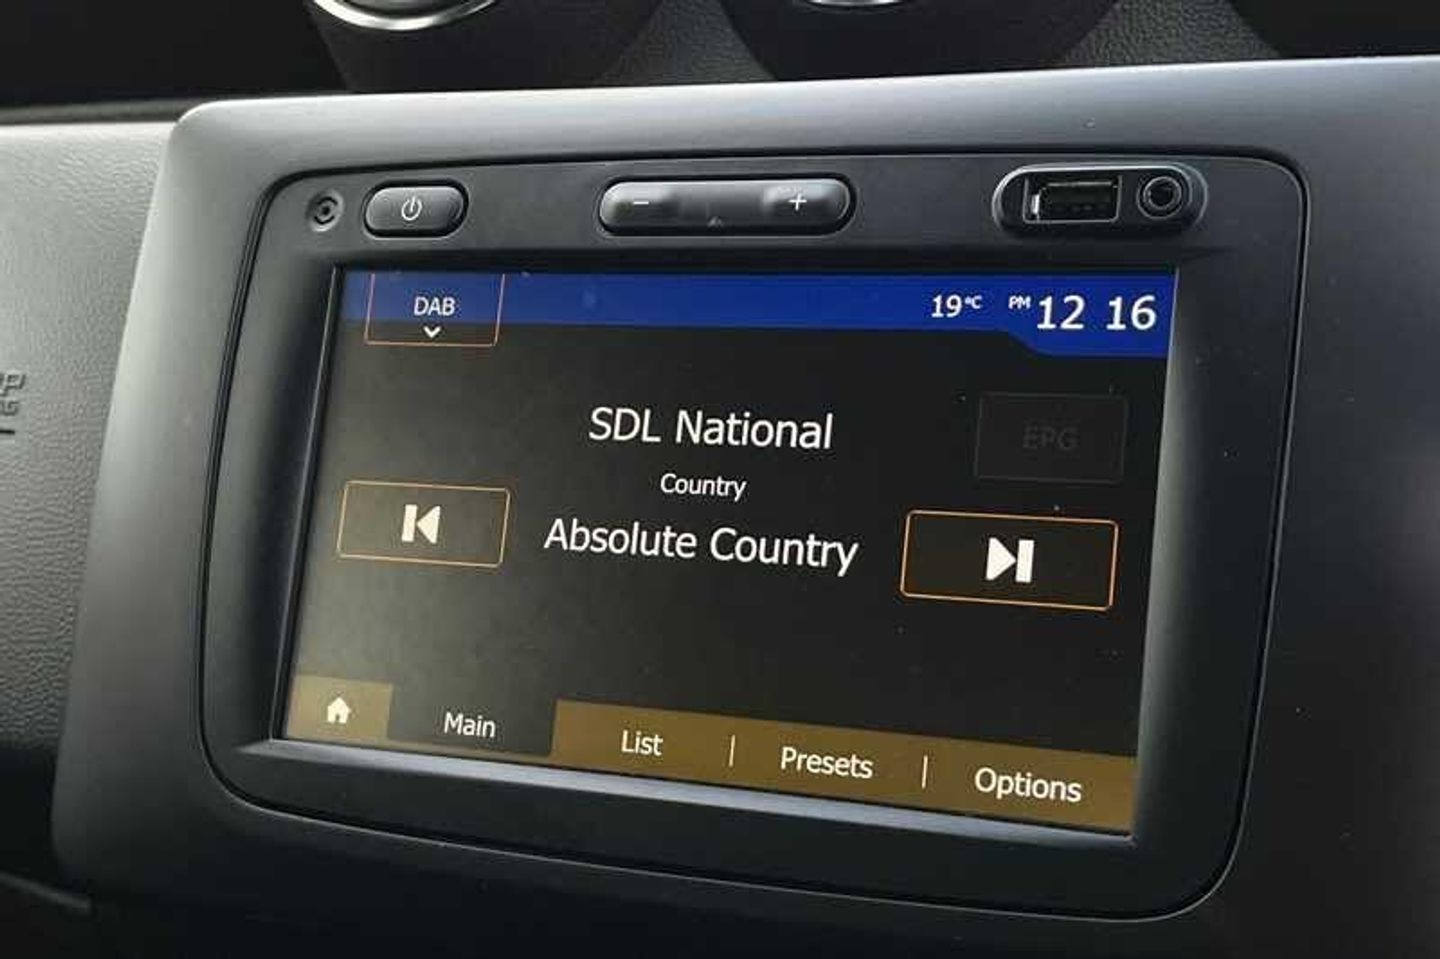 − +
DAB
19°C PM 12 16
SDL National
EPG
Country
Absolute Country
Main List | Presets | Options